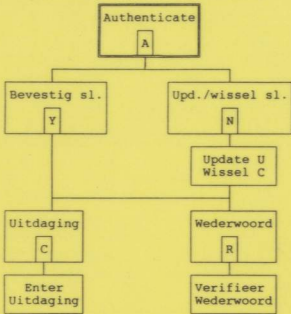 Authenticate
A
Bevestig sl.
Y
Upd./wissel sl.
N
Update U
Wissel C
Uitdaging
C
Wederwoord
R
Enter
Uitdaging
Verifieer
Wederwoord